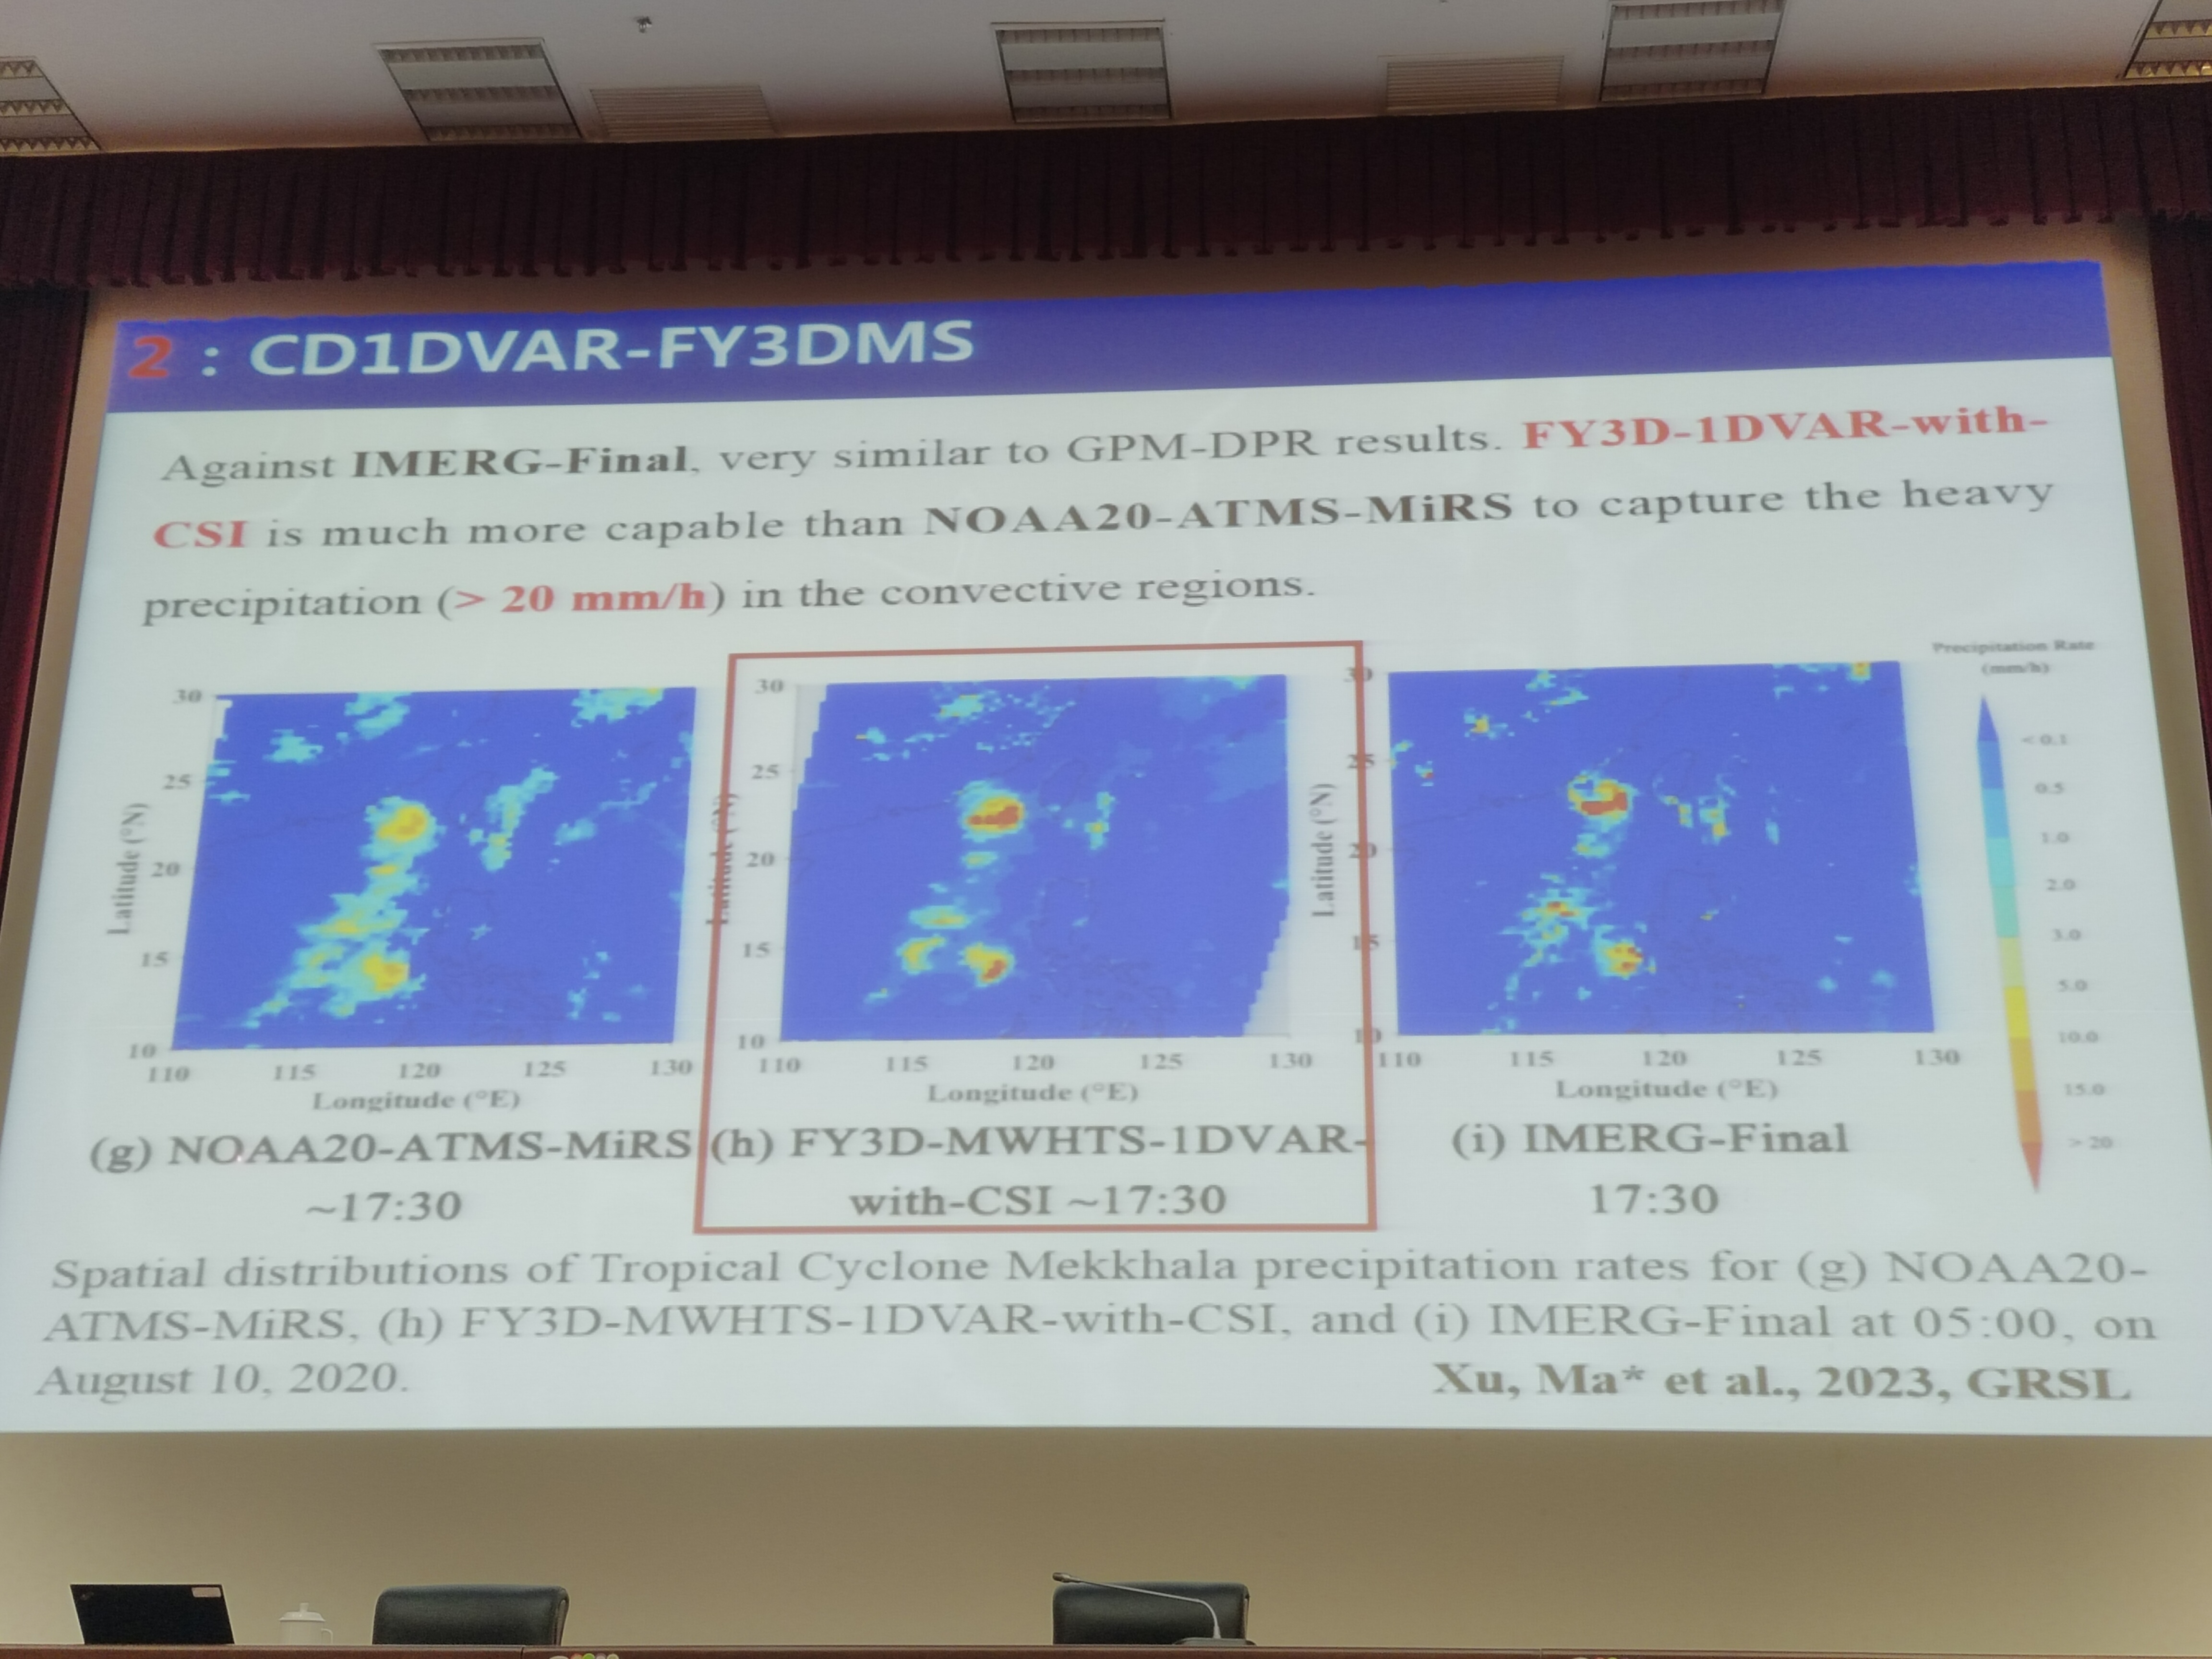 2 : CD1DVAR-FY3DMS
Against IMERG-Final, very similar to GPM-DPR results. FY3D-1DVAR-with-
CSI is much more capable than NOAA20-ATMS-MiRS to capture the heavy
precipitation (> 20 mm/h) in the convective regions.
30
25
20
15
10
110 115 120 125 130
Latitude (°N)
Longitude (°E)
(g) NOAA20-ATMS-MiRS
~17:30
30
25
20
15
10
110 115 120 125 130
Latitude (°N)
Longitude (°E)
(h) FY3D-MWHTS-1DVAR-
with-CSI ~17:30
30
25
20
15
10
110 115 120 125 130
Latitude (°N)
Longitude (°E)
(i) IMERG-Final
17:30
Precipitation Rate
(mm/h)
<0.1
0.5
1.0
2.0
3.0
5.0
10.0
15.0
> 20
Spatial distributions of Tropical Cyclone Mekkhala precipitation rates for (g) NOAA20-
ATMS-MiRS, (h) FY3D-MWHTS-1DVAR-with-CSI, and (i) IMERG-Final at 05:00, on
August 10, 2020.
Xu, Ma* et al., 2023, GRSL